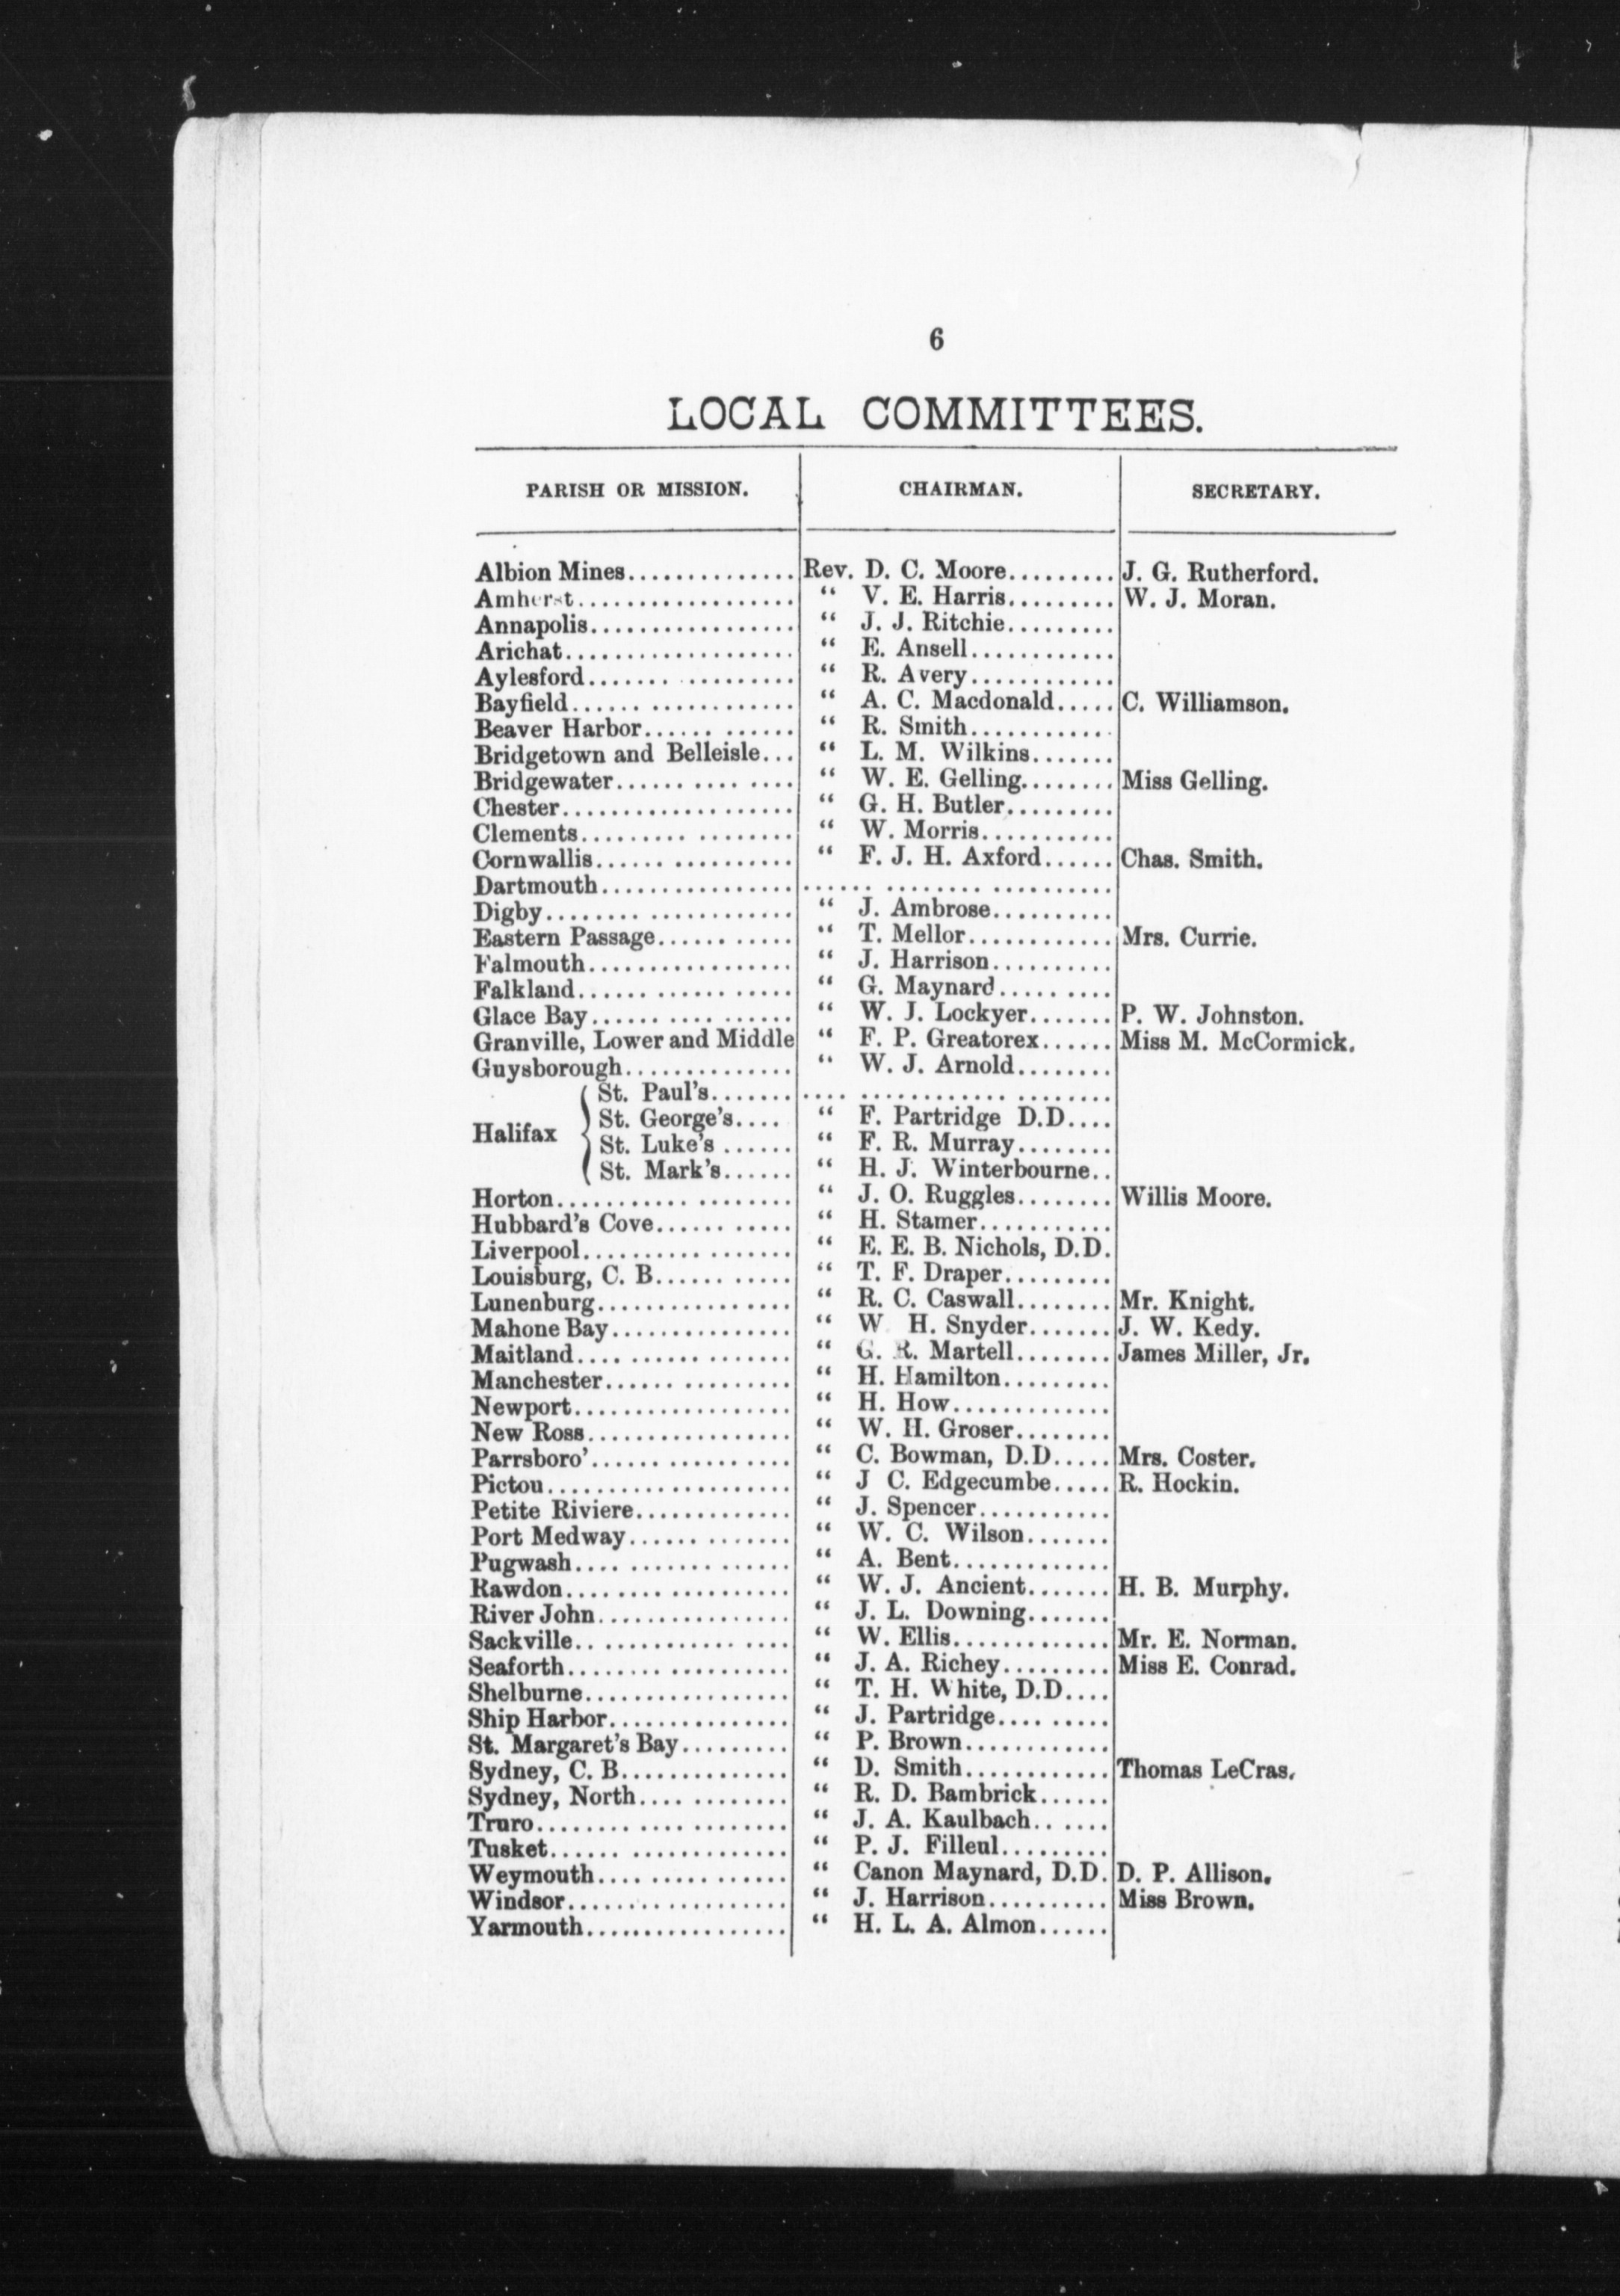 6
LOCAL COMMITTEES.
PARISH OR MISSION. CHAIRMAN. SECRETARY.
Albion Mines.............. Rev. D. C. Moore......... J. G. Rutherford.
Amherst................... “ V. E. Harris......... W. J. Moran.
Annapolis................. “ J. J. Ritchie.........
Arichat................... “ E. Ansell............
Aylesford................. “ R. Avery............
Bayfield.................. “ A. C. Macdonald..... C. Williamson.
Beaver Harbor............ “ R. Smith............
Bridgetown and Belleisle... “ L. M. Wilkins.......
Bridgewater.............. “ W. E. Gelling........ Miss Gelling.
Chester................... “ G. H. Butler.........
Clements................. “ W. Morris...........
Cornwallis................ “ F. J. H. Axford...... Chas. Smith.
Dartmouth................ ........................
Digby.................... “ J. Ambrose..........
Eastern Passage........... “ T. Mellor............ Mrs. Currie.
Falmouth................. “ J. Harrison..........
Falkland................. “ G. Maynard.........
Glace Bay................ “ W. J. Lockyer....... P. W. Johnston.
Granville, Lower and Middle “ F. P. Greatorex...... Miss M. McCormick.
Guysborough.............. “ W. J. Arnold........
St. Paul's....... ........................
St. George's.... “ F. Partridge D.D....
Halifax
St. Luke's ...... “ F. R. Murray........
St. Mark's...... “ H. J. Winterbourne..
Horton................... “ J. O. Ruggles........ Willis Moore.
Hubbard's Cove........... “ H. Stamer...........
Liverpool................. “ E. E. B. Nichols, D.D.
Louisburg, C. B........... “ T. F. Draper.........
Lunenburg................ “ R. C. Caswall........ Mr. Knight.
Mahone Bay............... “ W H. Snyder....... J. W. Kedy.
Maitland................. “ G. R. Martell........ James Miller, Jr.
Manchester............... “ H. Hamilton.........
Newport.................. “ H. How.............
New Ross................. “ W. H. Groser........
Parrsboro'................ “ C. Bowman, D.D..... Mrs. Coster.
Pictou.................... “ J C. Edgecumbe..... R. Hockin.
Petite Riviere............. “ J. Spencer...........
Port Medway............. “ W. C. Wilson.......
Pugwash................. “ A. Bent.............
Rawdon.................. “ W. J. Ancient....... H. B. Murphy.
River John................ “ J. L. Downing.......
Sackville................. “ W. Ellis............. Mr. E. Norman.
Seaforth.................. “ J. A. Richey......... Miss E. Conrad.
Shelburne................. “ T. H. White, D.D....
Ship Harbor............... “ J. Partridge..........
St. Margaret's Bay......... “ P. Brown............
Sydney, C. B.............. “ D. Smith............ Thomas LeCras.
Sydney, North............ “ R. D. Bambrick......
Truro.................... “ J. A. Kaulbach.......
Tusket................... “ P. J. Filleul.........
Weymouth................ “ Canon Maynard, D.D. D. P. Allison.
Windsor.................. “ J. Harrison.......... Miss Brown.
Yarmouth................. “ H. L. A. Almon......